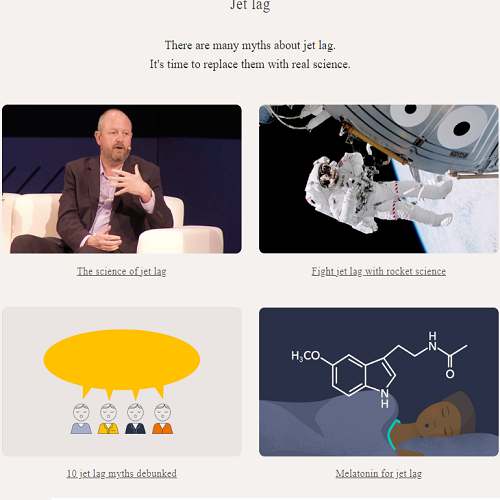 Jet lag
There are many myths about jet lag.
It's time to replace them with real science.
The science of jet lag
Fight jet lag with rocket science
H₃CO
H
N
O
N
H
10 jet lag myths debunked
Melatonin for jet lag